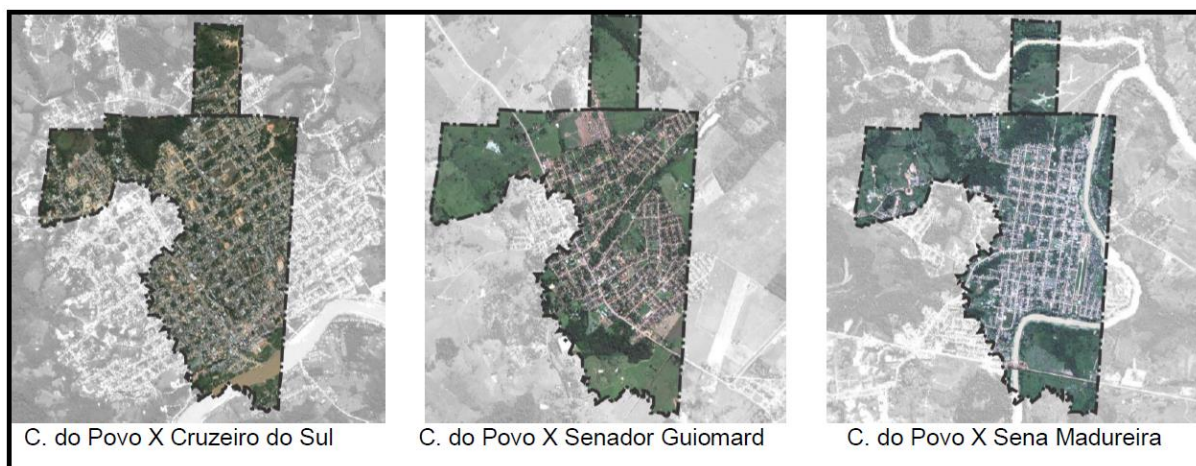 C. do Povo X Cruzeiro do Sul
C. do Povo X Senador Guiomard
C. do Povo X Sena Madureira